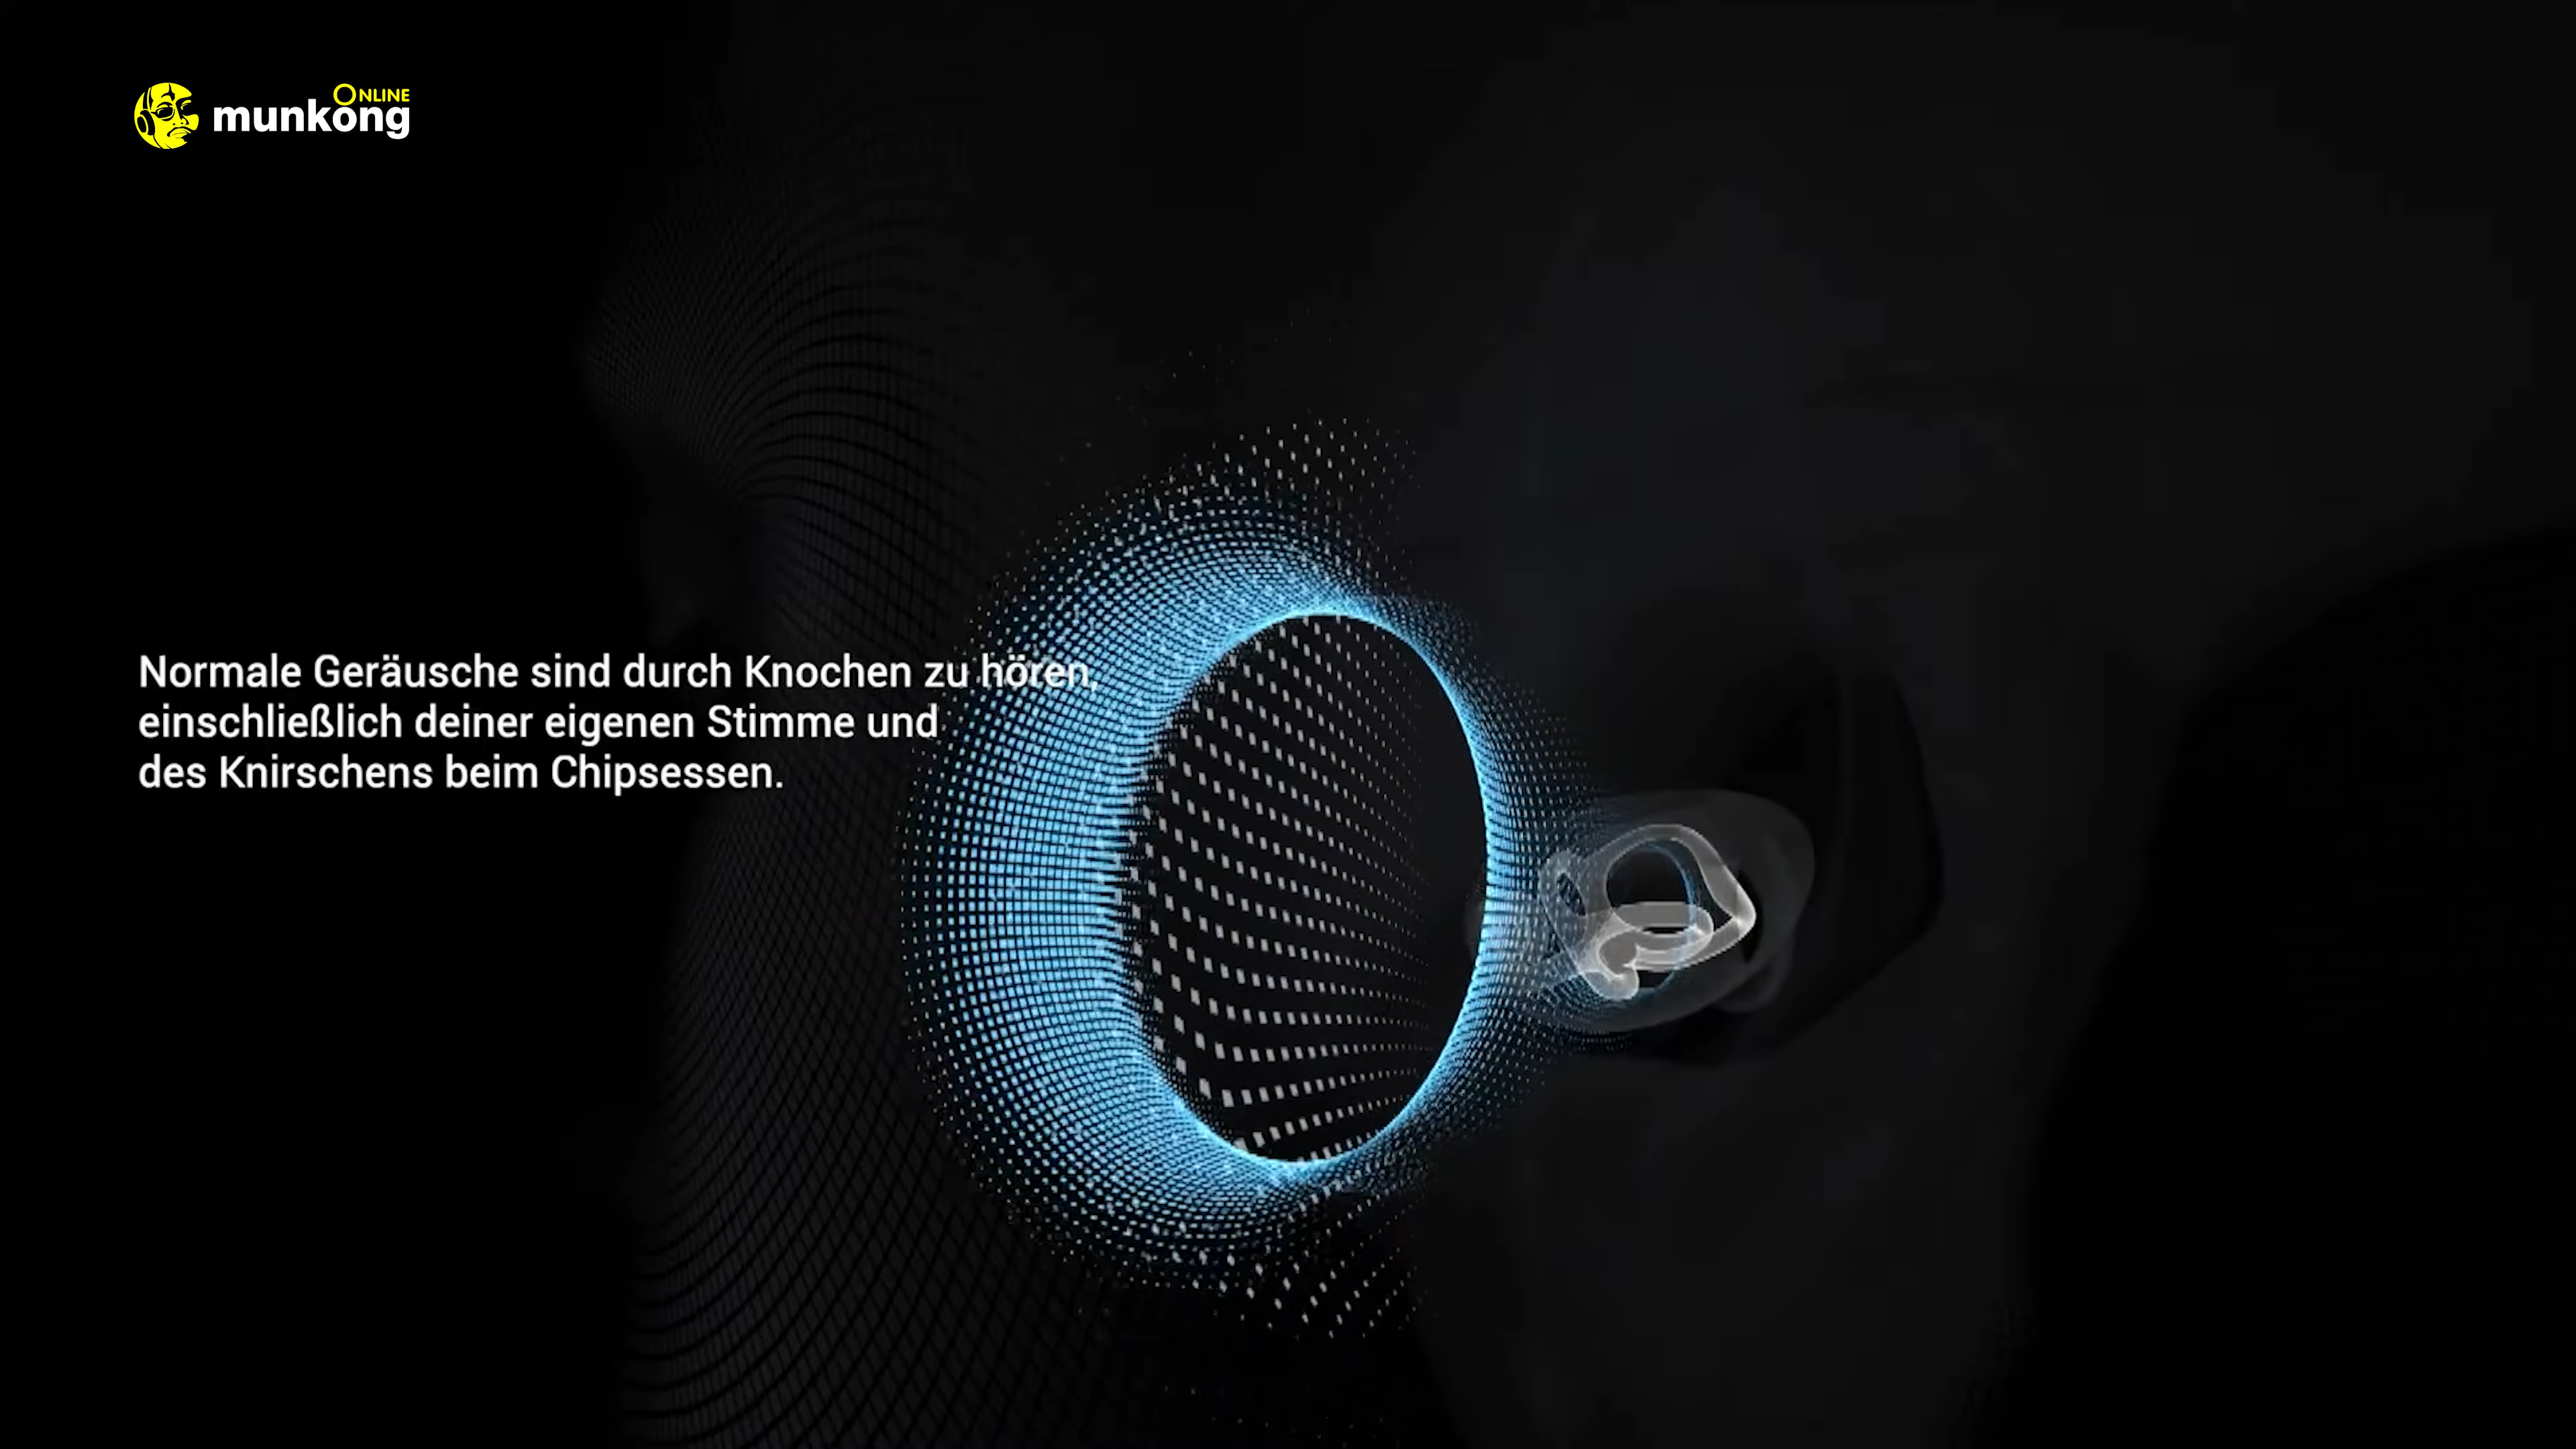 munkong
ONLINE
Normale Geräusche sind durch Knochen zu hören,
einschließlich deiner eigenen Stimme und
des Knirschens beim Chipsessen.